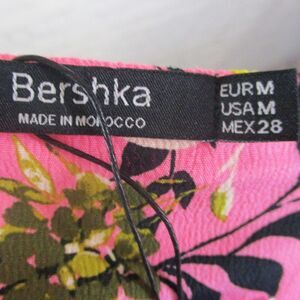 Bershka
MADE IN MOROCCO
EUR M
USA M
MEX 28